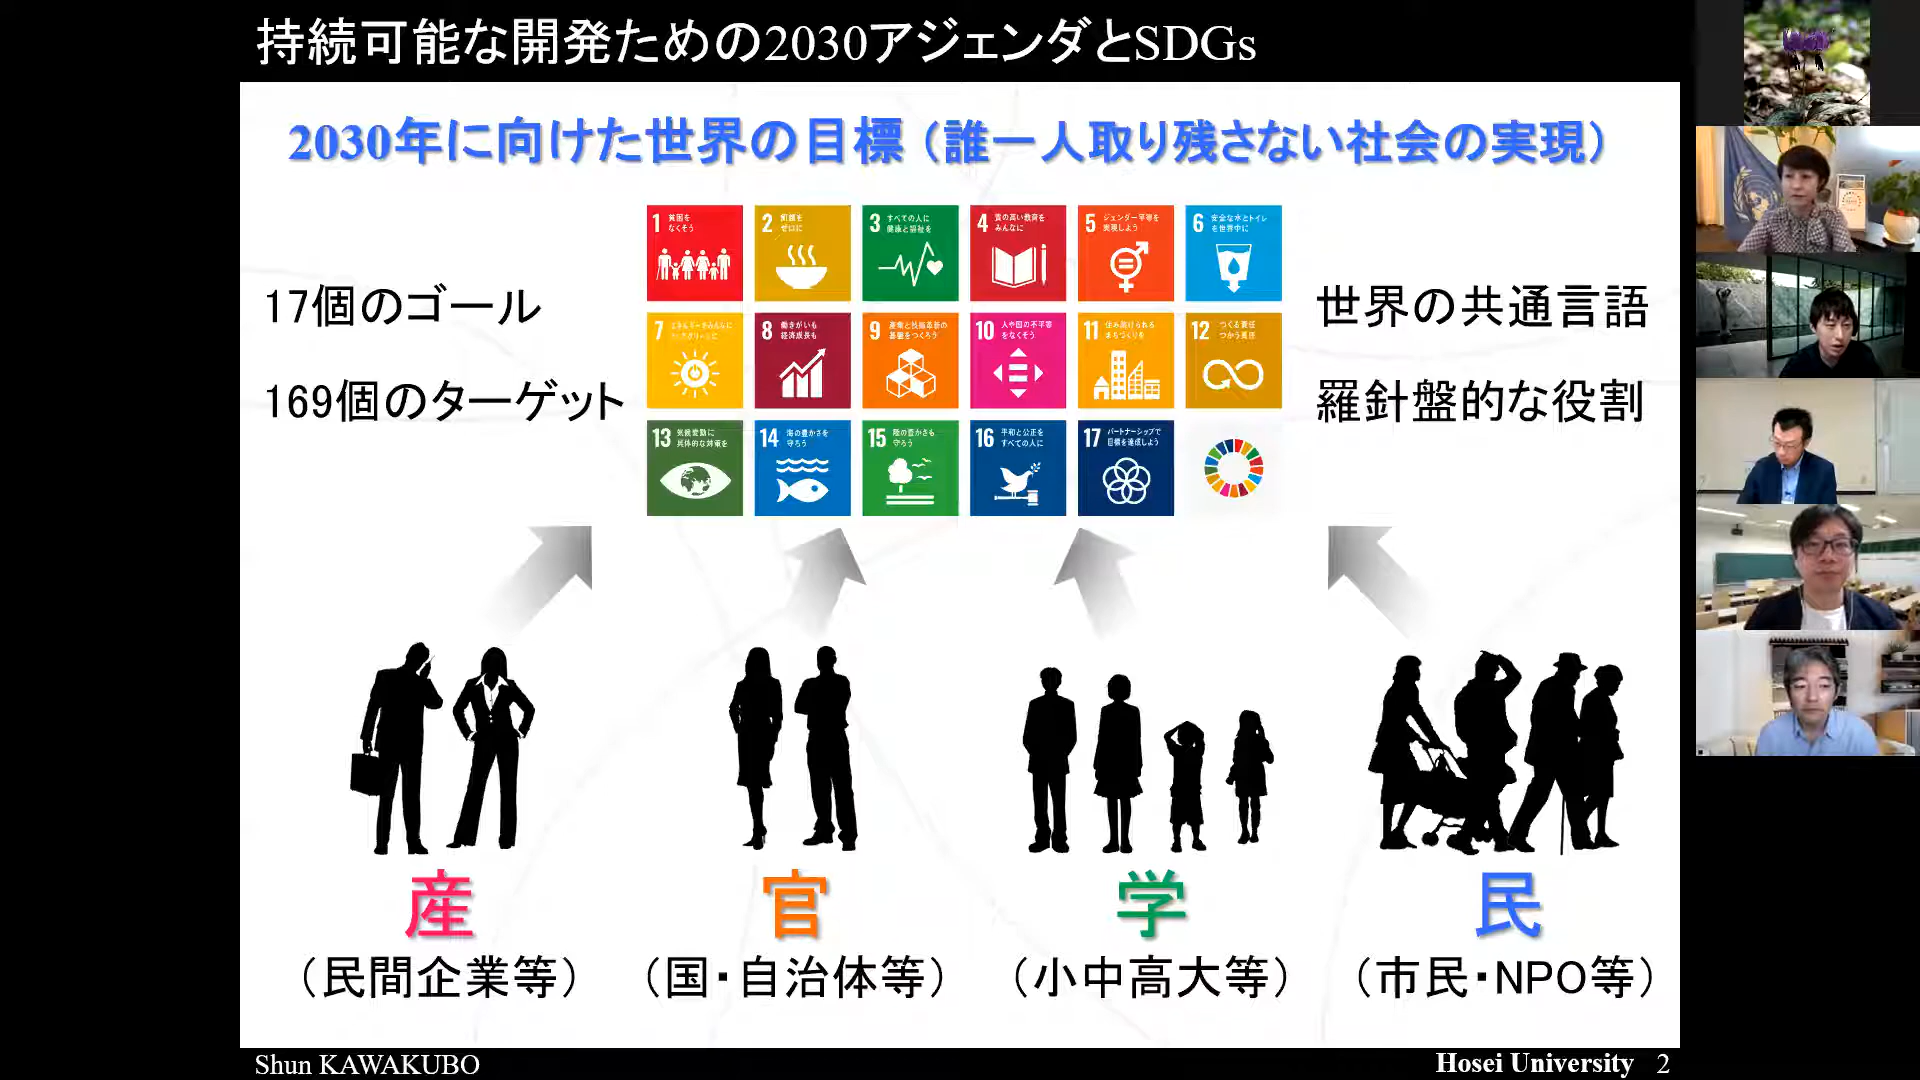 持続可能な開発ための2030アジェンダとSDGs
2030年に向けた世界の目標（誰一人取り残さない社会の実現）
17個のゴール
169個のターゲット
1 貧困を
なくそう
2 飢餓を
ゼロに
3 すべての人に
健康と福祉を
4 質の高い教育を
みんなに
5 ジェンダー平等を
実現しよう
6 安全な水とトイレ
を世界中に
7 エネルギーをみんなに
そしてクリーンに
8 働きがいも
経済成長も
9 産業と技術革新の
基盤をつくろう
10 人や国の不平等
をなくそう
11 住み続けられる
まちづくりを
12 つくる責任
つかう責任
13 気候変動に
具体的な対策を
14 海の豊かさを
守ろう
15 陸の豊かさも
守ろう
16 平和と公正を
すべての人に
17 パートナーシップで
目標を達成しよう
世界の共通言語
羅針盤的な役割
産
（民間企業等）
官
（国・自治体等）
学
（小中高大等）
民
（市民・NPO等）
Shun KAWAKUBO
Hosei University 2